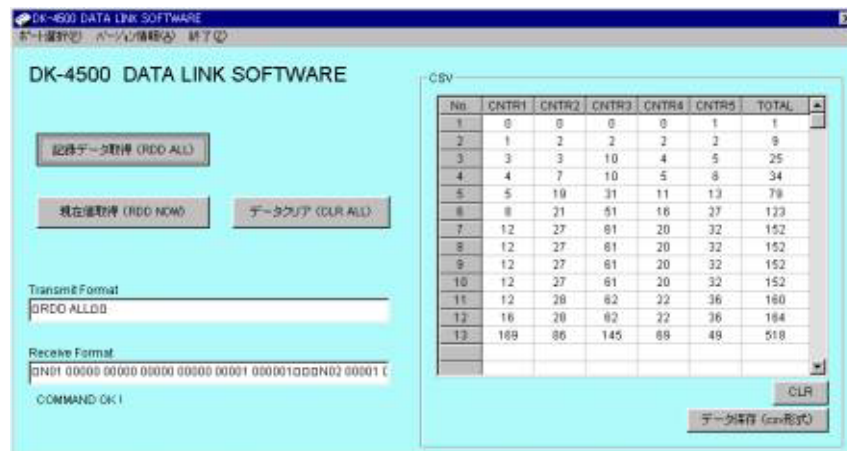 DK-4500 DATA LINK SOFTWARE
ポート選択(P) バージョン情報(A) 終了(Z)
DK-4500 DATA LINK SOFTWARE
記録データ取得 (RDD ALL)
現在値取得 (RDD NOW)
データクリア (CLR ALL)
Transmit Format
RDD ALL
Receive Format
N01 00000 00000 00000 00000 00001 000001 N02 00001
COMMAND OK !
CSV
No. CNTR1 CNTR2 CNTR3 CNTR4 CNTR5 TOTAL
1 0 0 0 0 1 1
2 1 2 2 2 2 9
3 3 3 10 4 5 25
4 4 7 10 5 8 34
5 5 19 31 11 13 79
6 8 21 51 16 27 123
7 12 27 61 20 32 152
8 12 27 61 20 32 152
9 12 27 61 20 32 152
10 12 27 61 20 32 152
11 12 28 62 22 36 160
12 16 28 62 22 36 164
13 169 86 145 69 49 518
CLR
データ保存 (csv形式)